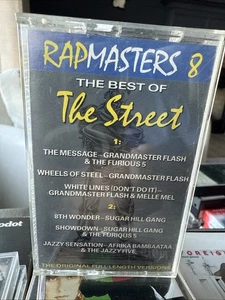 RAPMASTERS 8
THE BEST OF
The Street
1:
THE MESSAGE–GRANDMASTER FLASH
& THE FURIOUS 5
WHEELS OF STEEL–GRANDMASTER FLASH
WHITE LINES (DON'T DO IT)–
GRANDMASTER FLASH & MELLE MEL
2:
8TH WONDER–SUGAR HILL GANG
SHOWDOWN–SUGAR HILL GANG
& THE FURIOUS 5
JAZZY SENSATION–AFRIKA BAMBAATAA
& THE JAZZY FIVE
THE ORIGINAL FULL LENGTH VERSIONS